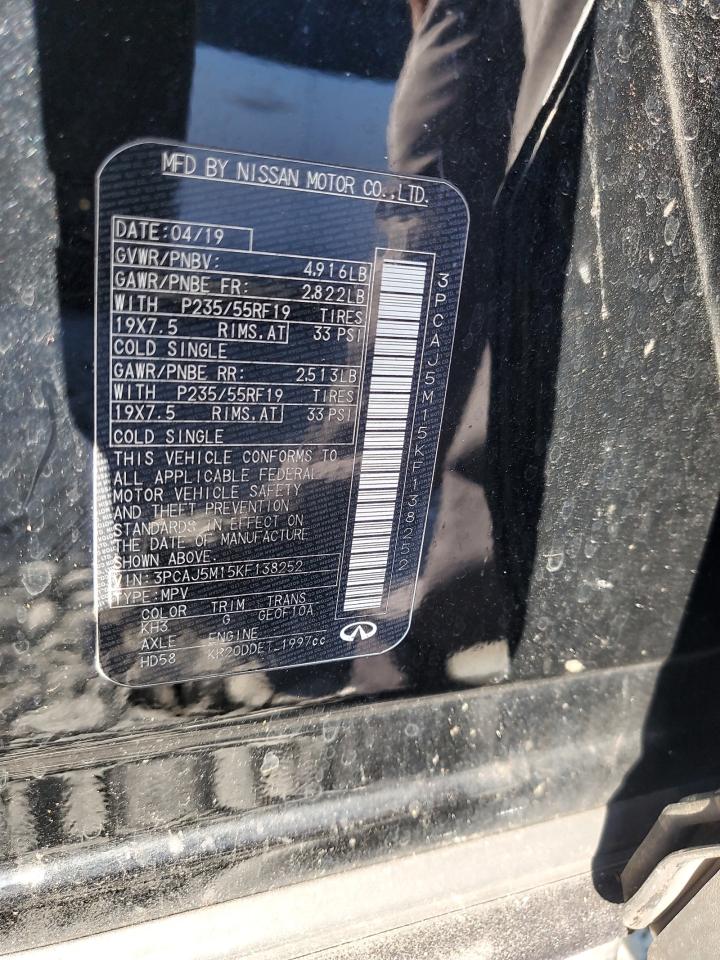 MFD BY NISSAN MOTOR CO.,LTD.
DATE:04/19
GVWR/PNBV: 4,916LB
GAWR/PNBE FR: 2,822LB
WITH P235/55RF19 TIRES
19X7.5 RIMS.AT 33 PSI
COLD SINGLE
GAWR/PNBE RR: 2,513LB
WITH P235/55RF19 TIRES
19X7.5 RIMS.AT 33 PSI
COLD SINGLE
THIS VEHICLE CONFORMS TO
ALL APPLICABLE FEDERAL
MOTOR VEHICLE SAFETY
AND THEFT PREVENTION
STANDARDS IN EFFECT ON
THE DATE OF MANUFACTURE
SHOWN ABOVE.
VIN:3PCAJ5M15KF138252
TYPE:MPV
COLOR TRIM TRANS
KH3 G GEOF10A
AXLE ENGINE
HD58 KR20DDET-1997cc
3PCAJ5M15KF138252